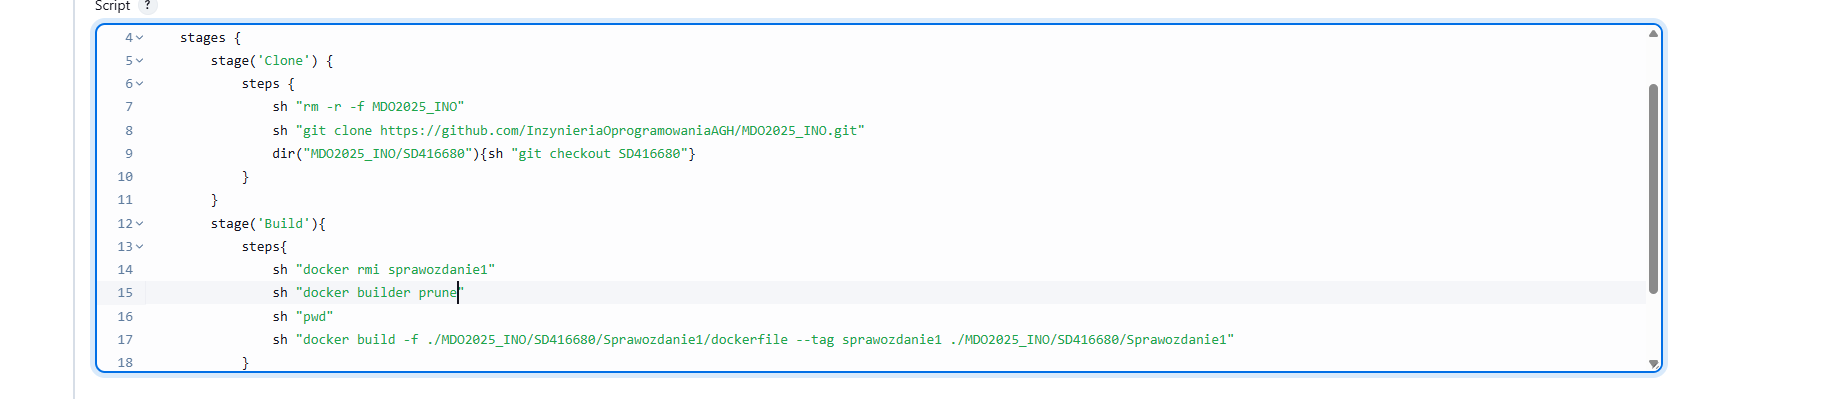 Script ?
4 stages {
5 stage('Clone') {
6 steps {
7 sh "rm -r -f MDO2025_INO"
8 sh "git clone https://github.com/InzynieriaOprogramowaniaAGH/MDO2025_INO.git"
9 dir("MDO2025_INO/SD416680"){sh "git checkout SD416680"}
10 }
11 }
12 stage('Build'){
13 steps{
14 sh "docker rmi sprawozdanie1"
15 sh "docker builder prune"
16 sh "pwd"
17 sh "docker build -f ./MDO2025_INO/SD416680/Sprawozdanie1/dockerfile --tag sprawozdanie1 ./MDO2025_INO/SD416680/Sprawozdanie1"
18 }